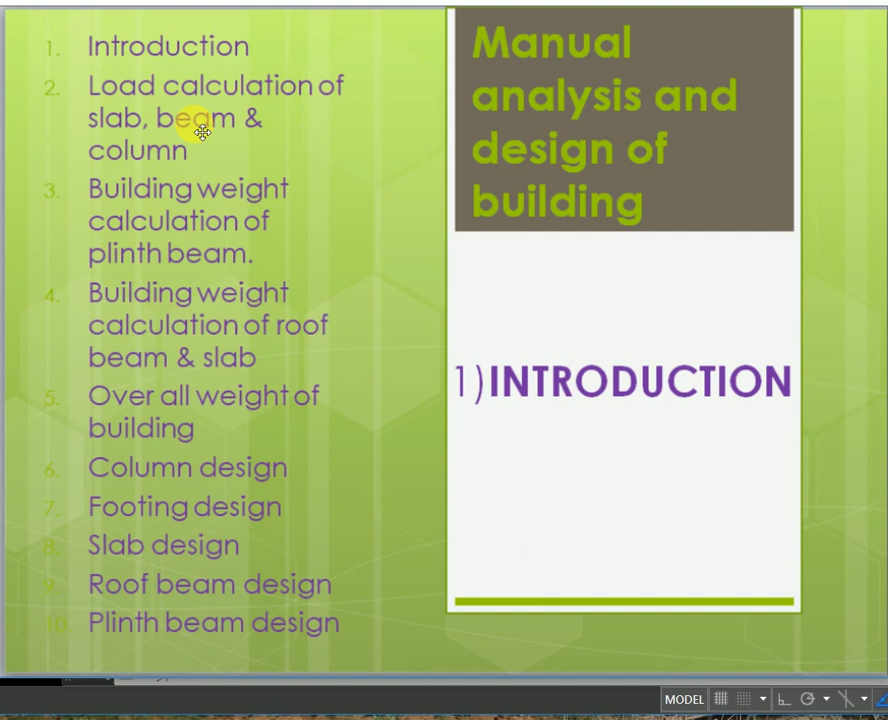 1. Introduction
2. Load calculation of
slab, beam &
column
3. Building weight
calculation of
plinth beam.
4. Building weight
calculation of roof
beam & slab
5. Over all weight of
building
6. Column design
7. Footing design
8. Slab design
9. Roof beam design
10. Plinth beam design
Manual
analysis and
design of
building
1)INTRODUCTION
MODEL